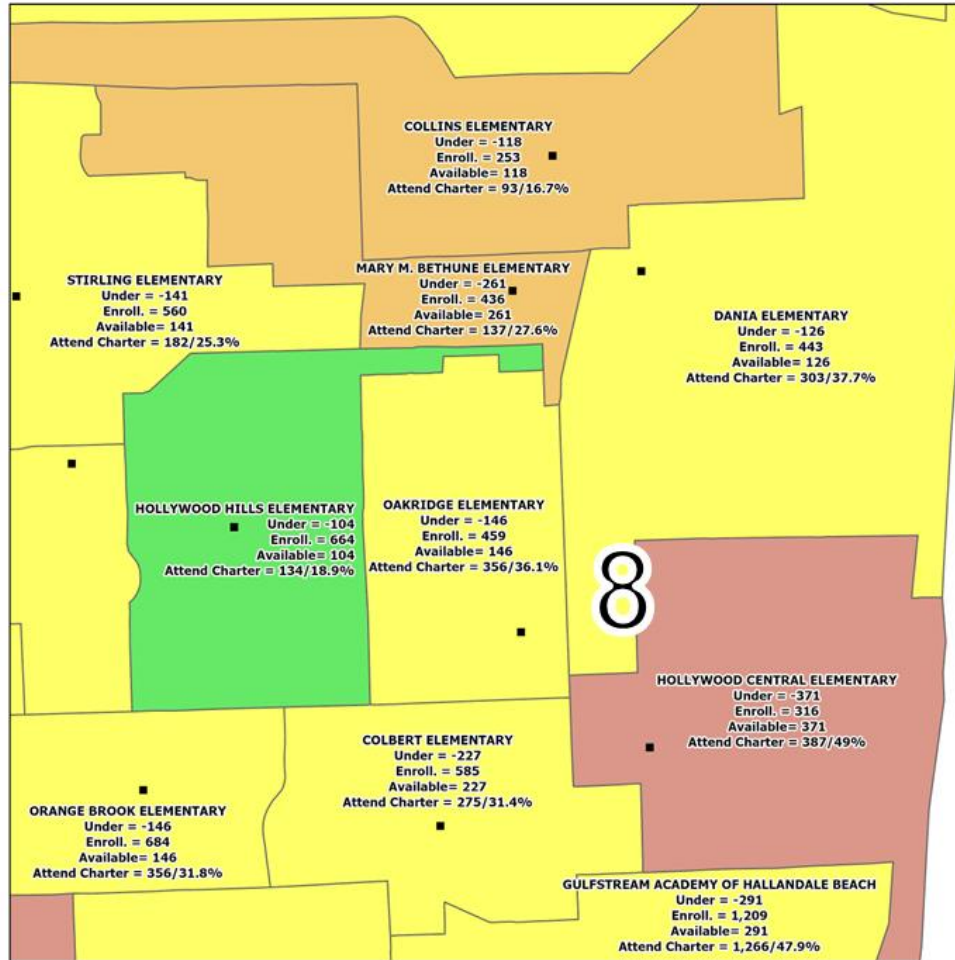 COLLINS ELEMENTARY
Under = -118
Enroll. = 253
Available= 118
Attend Charter = 93/16.7%
STIRLING ELEMENTARY
Under = -141
Enroll. = 560
Available= 141
Attend Charter = 182/25.3%
MARY M. BETHUNE ELEMENTARY
Under = -261
Enroll. = 436
Available= 261
Attend Charter = 137/27.6%
DANIA ELEMENTARY
Under = -126
Enroll. = 443
Available= 126
Attend Charter = 303/37.7%
HOLLYWOOD HILLS ELEMENTARY
Under = -104
Enroll. = 664
Available= 104
Attend Charter = 134/18.9%
OAKRIDGE ELEMENTARY
Under = -146
Enroll. = 459
Available= 146
Attend Charter = 356/36.1%
8
HOLLYWOOD CENTRAL ELEMENTARY
Under = -371
Enroll. = 316
Available= 371
Attend Charter = 387/49%
COLBERT ELEMENTARY
Under = -227
Enroll. = 585
Available= 227
Attend Charter = 275/31.4%
ORANGE BROOK ELEMENTARY
Under = -146
Enroll. = 684
Available= 146
Attend Charter = 356/31.8%
GULFSTREAM ACADEMY OF HALLANDALE BEACH
Under = -291
Enroll. = 1,209
Available= 291
Attend Charter = 1,266/47.9%